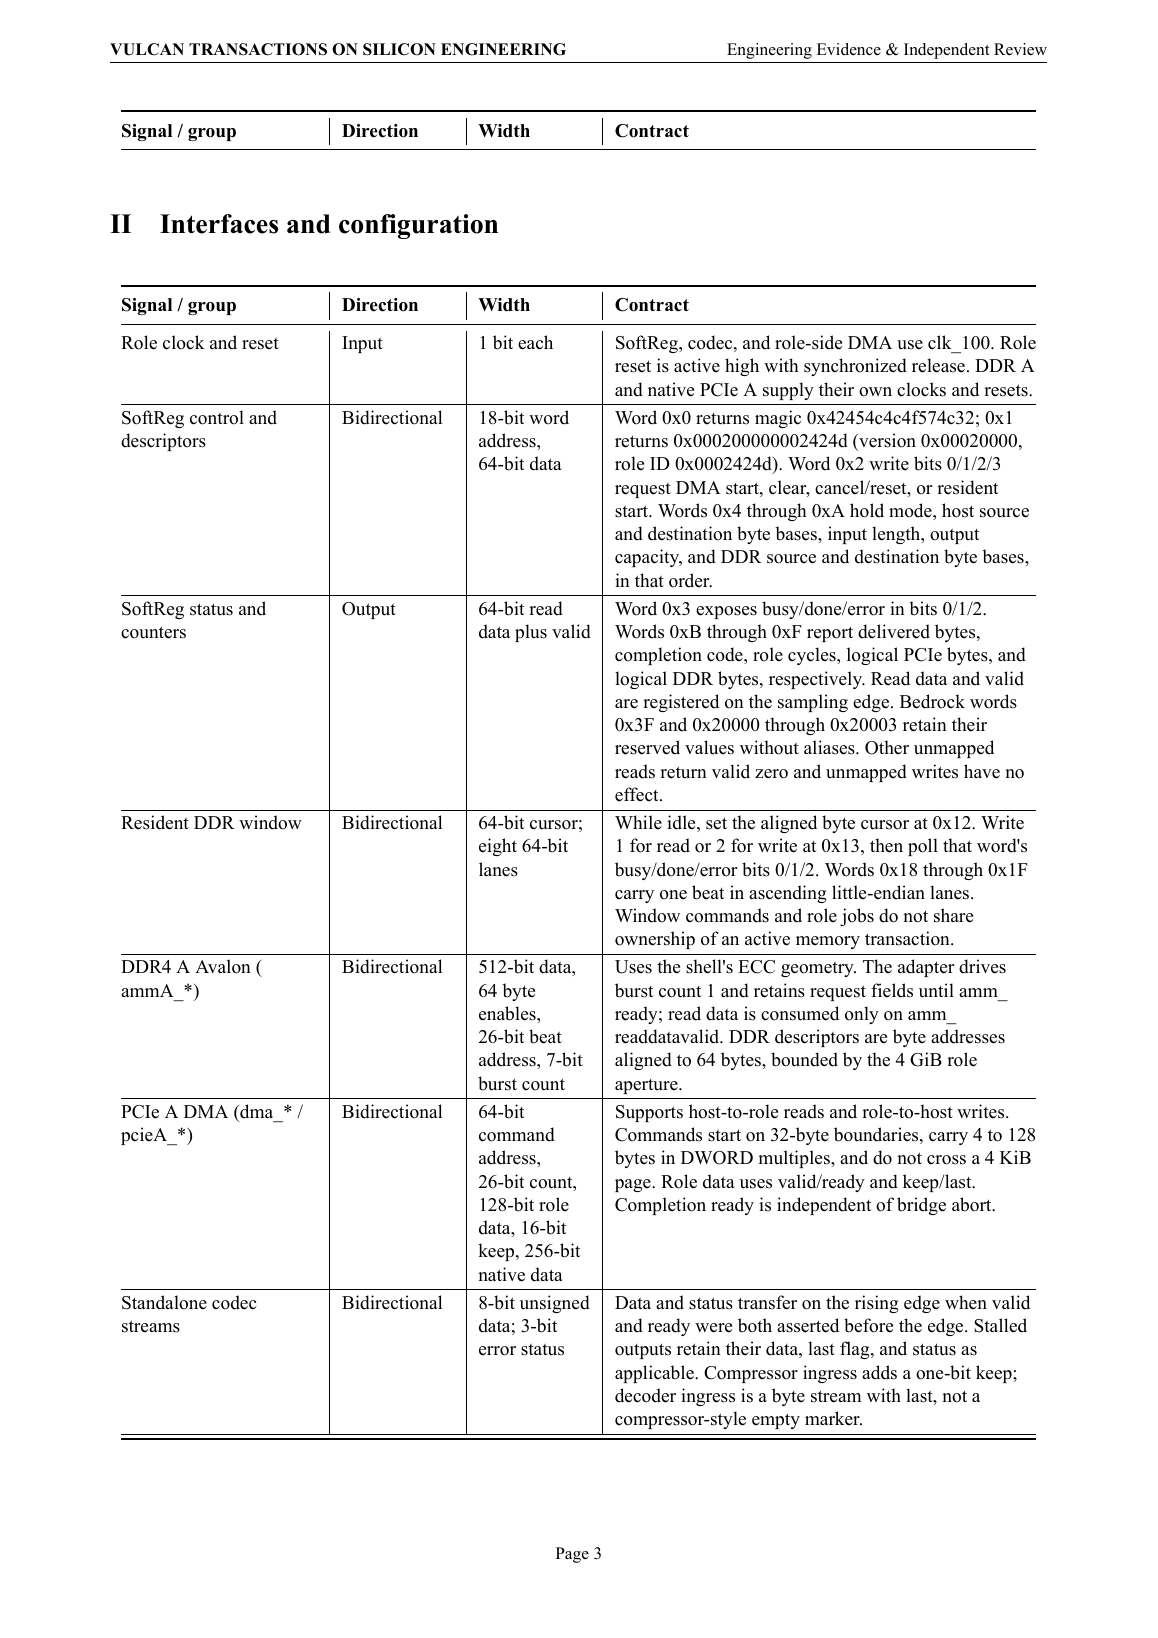 VULCAN TRANSACTIONS ON SILICON ENGINEERING
Engineering Evidence & Independent Review
Signal / group
Direction
Width
Contract
II Interfaces and configuration
Signal / group
Direction
Width
Contract
Role clock and reset
Input
1 bit each
SoftReg, codec, and role-side DMA use clk_100. Role
reset is active high with synchronized release. DDR A
and native PCIe A supply their own clocks and resets.
SoftReg control and
descriptors
Bidirectional
18-bit word
address,
64-bit data
Word 0x0 returns magic 0x42454c4c4f574c32; 0x1
returns 0x000200000002424d (version 0x00020000,
role ID 0x0002424d). Word 0x2 write bits 0/1/2/3
request DMA start, clear, cancel/reset, or resident
start. Words 0x4 through 0xA hold mode, host source
and destination byte bases, input length, output
capacity, and DDR source and destination byte bases,
in that order.
SoftReg status and
counters
Output
64-bit read
data plus valid
Word 0x3 exposes busy/done/error in bits 0/1/2.
Words 0xB through 0xF report delivered bytes,
completion code, role cycles, logical PCIe bytes, and
logical DDR bytes, respectively. Read data and valid
are registered on the sampling edge. Bedrock words
0x3F and 0x20000 through 0x20003 retain their
reserved values without aliases. Other unmapped
reads return valid zero and unmapped writes have no
effect.
Resident DDR window
Bidirectional
64-bit cursor;
eight 64-bit
lanes
While idle, set the aligned byte cursor at 0x12. Write
1 for read or 2 for write at 0x13, then poll that word's
busy/done/error bits 0/1/2. Words 0x18 through 0x1F
carry one beat in ascending little-endian lanes.
Window commands and role jobs do not share
ownership of an active memory transaction.
DDR4 A Avalon (
ammA_*)
Bidirectional
512-bit data,
64 byte
enables,
26-bit beat
address, 7-bit
burst count
Uses the shell's ECC geometry. The adapter drives
burst count 1 and retains request fields until amm_
ready; read data is consumed only on amm_
readdatavalid. DDR descriptors are byte addresses
aligned to 64 bytes, bounded by the 4 GiB role
aperture.
PCIe A DMA (dma_* /
pcieA_*)
Bidirectional
64-bit
command
address,
26-bit count,
128-bit role
data, 16-bit
keep, 256-bit
native data
Supports host-to-role reads and role-to-host writes.
Commands start on 32-byte boundaries, carry 4 to 128
bytes in DWORD multiples, and do not cross a 4 KiB
page. Role data uses valid/ready and keep/last.
Completion ready is independent of bridge abort.
Standalone codec
streams
Bidirectional
8-bit unsigned
data; 3-bit
error status
Data and status transfer on the rising edge when valid
and ready were both asserted before the edge. Stalled
outputs retain their data, last flag, and status as
applicable. Compressor ingress adds a one-bit keep;
decoder ingress is a byte stream with last, not a
compressor-style empty marker.
Page 3